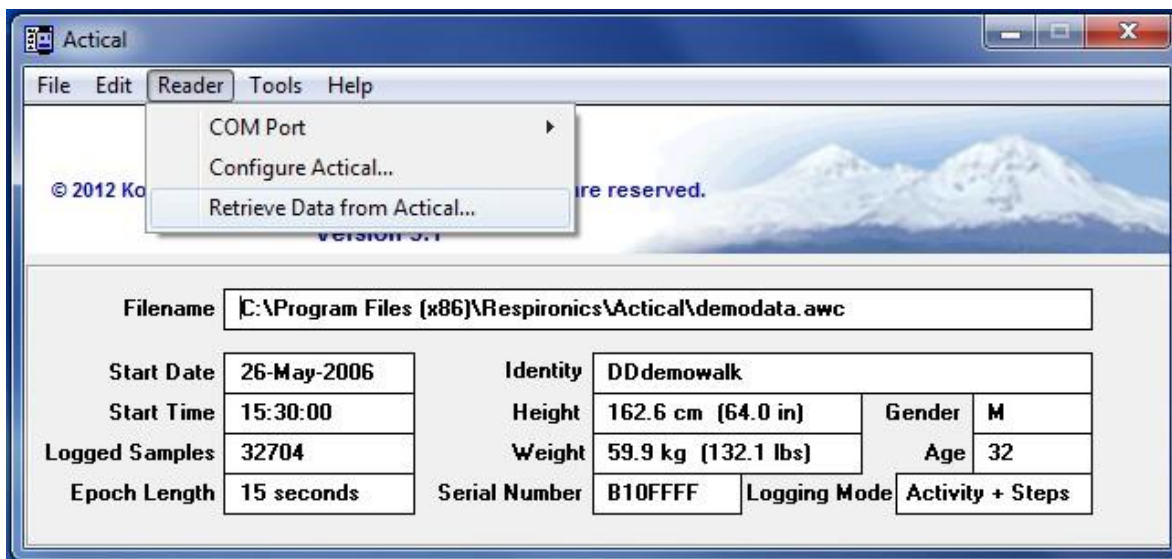 Actical
File Edit Reader Tools Help
COM Port
Configure Actical...
© 2012 Ko re reserved.
Retrieve Data from Actical...
Filename C:\Program Files (x86)\Respironics\Actical\demodata.awc
Start Date 26-May-2006 Identity DDdemowalk
Start Time 15:30:00 Height 162.6 cm (64.0 in) Gender M
Logged Samples 32704 Weight 59.9 kg (132.1 lbs) Age 32
Epoch Length 15 seconds Serial Number B10FFFF Logging Mode Activity + Steps